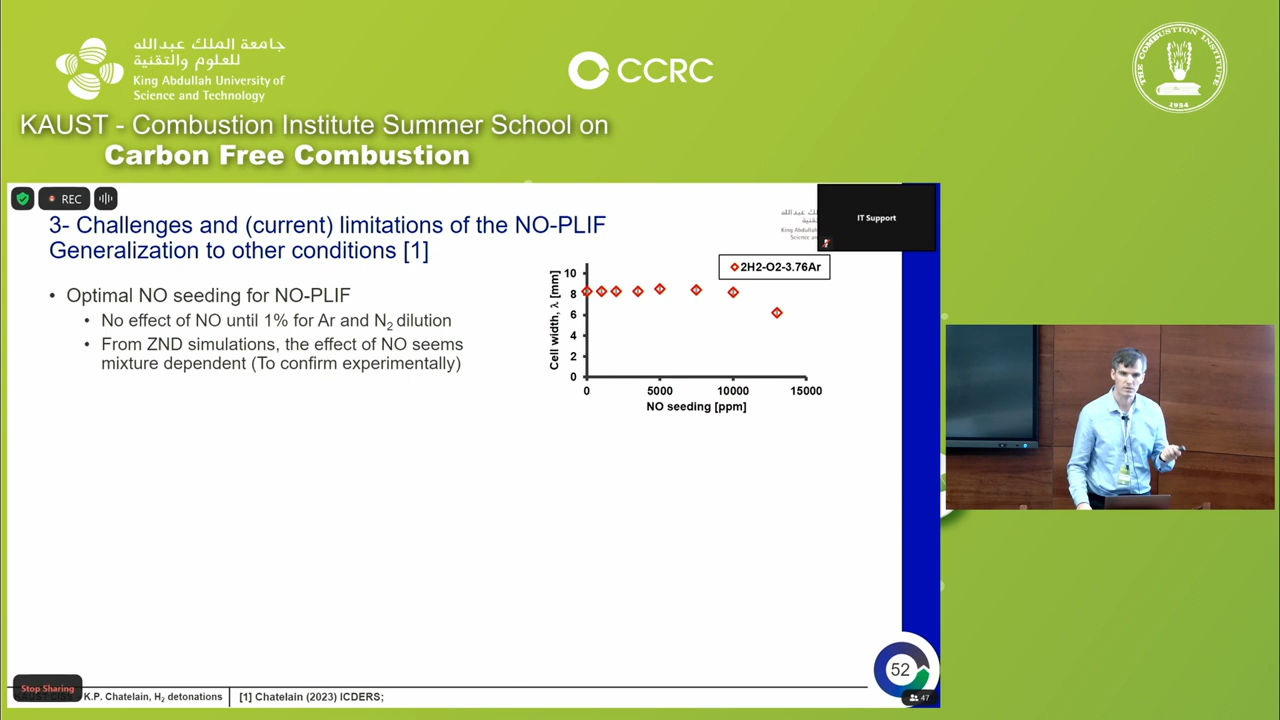 جامعة الملك عبدالله
للعلوم والتقنية
King Abdullah University of
Science and Technology
CCRC
THE COMBUSTION INSTITUTE
1954
KAUST - Combustion Institute Summer School on
Carbon Free Combustion
REC
3- Challenges and (current) limitations of the NO-PLIF
Generalization to other conditions [1]
IT Support
• Optimal NO seeding for NO-PLIF
• No effect of NO until 1% for Ar and N2 dilution
• From ZND simulations, the effect of NO seems
mixture dependent (To confirm experimentally)
2H2-O2-3.76Ar
Cell width, λ [mm]
10
8
6
4
2
0
0 5000 10000 15000
NO seeding [ppm]
52
47
Stop Sharing
K.P. Chatelain, H2 detonations
[1] Chatelain (2023) ICDERS;